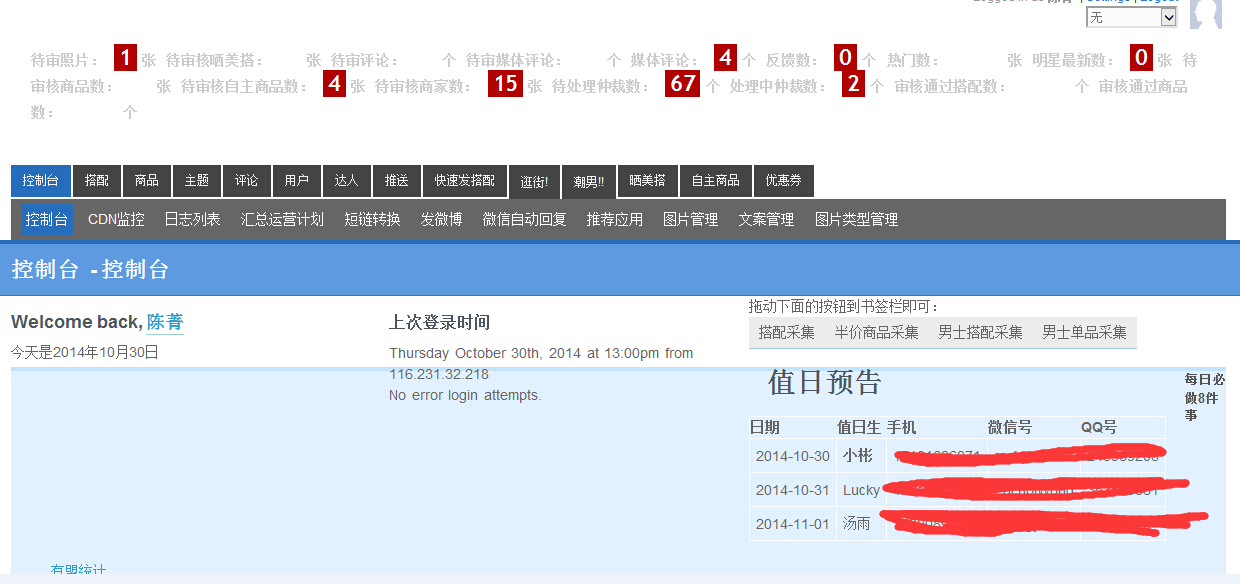 Logged in as 陈菁 | Settings | Logout
无
待审照片： 1 张 待审核晒美搭： 张 待审评论： 个 待审媒体评论： 个 媒体评论： 4 个 反馈数： 0 个 热门数： 张 明星最新数： 0 张 待
审核商品数： 张 待审核自主商品数： 4 张 待审核商家数： 15 张 待处理仲裁数： 67 个 处理中仲裁数： 2 个 审核通过搭配数： 个 审核通过商品
数： 个
控制台 搭配 商品 主题 评论 用户 达人 推送 快速发搭配 逛街! 潮男!! 晒美搭 自主商品 优惠券
控制台 CDN监控 日志列表 汇总运营计划 短链转换 发微博 微信自动回复 推荐应用 图片管理 文案管理 图片类型管理
控制台 -控制台
Welcome back, 陈菁
今天是2014年10月30日
上次登录时间
Thursday October 30th, 2014 at 13:00pm from
116.231.32.218
No error login attempts.
拖动下面的按钮到书签栏即可：
搭配采集 半价商品采集 男士搭配采集 男士单品采集
值日预告
日期 值日生 手机 微信号 QQ号
2014-10-30 小彬
2014-10-31 Lucky
2014-11-01 汤雨
每日必
做8件
事
友盟统计